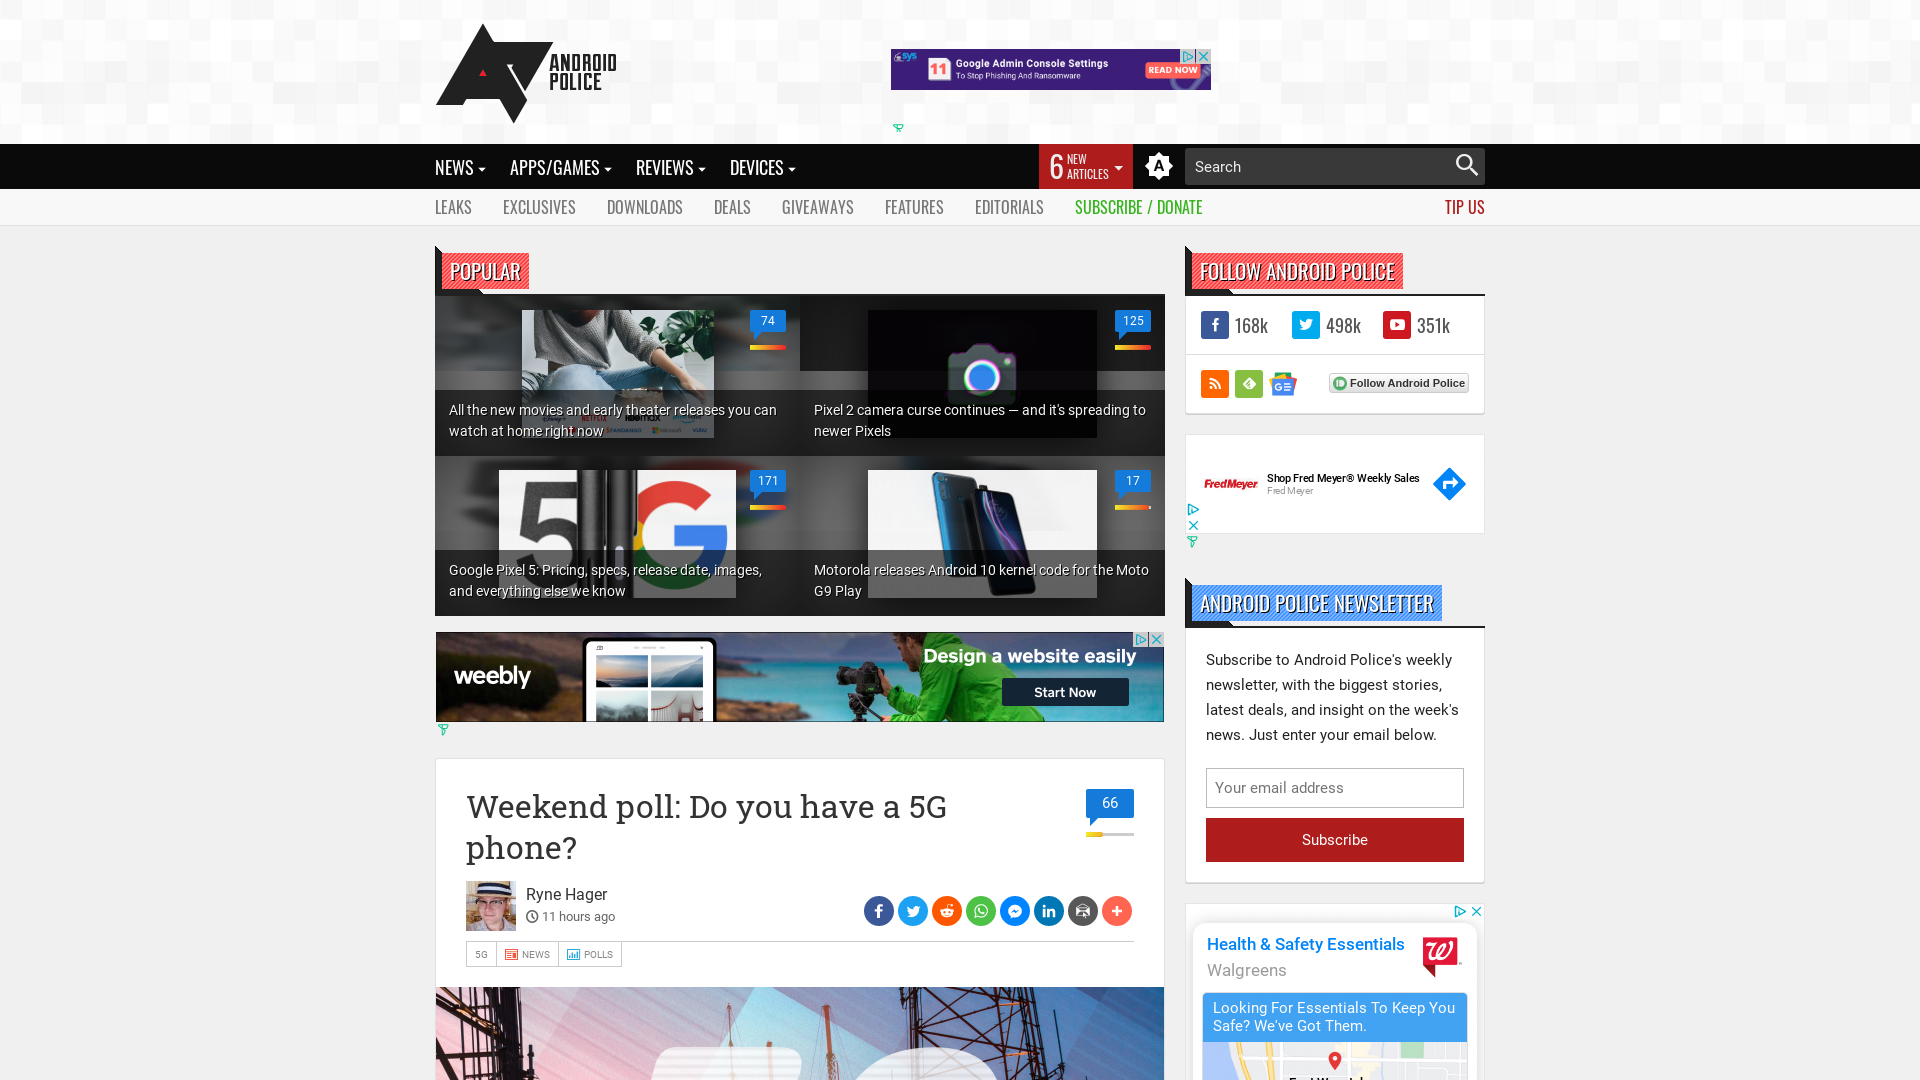 ANDROID
POLICE
11
Google Admin Console Settings
To Stop Phishing And Ransomware
READ NOW
NEWS
APPS/GAMES
REVIEWS
DEVICES
6 NEW
ARTICLES
A
Search
LEAKS
EXCLUSIVES
DOWNLOADS
DEALS
GIVEAWAYS
FEATURES
EDITORIALS
SUBSCRIBE / DONATE
TIP US
POPULAR
74
All the new movies and early theater releases you can
watch at home right now
125
Pixel 2 camera curse continues — and it's spreading to
newer Pixels
171
5 G
Google Pixel 5: Pricing, specs, release date, images,
and everything else we know
17
Motorola releases Android 10 kernel code for the Moto
G9 Play
weebly
Design a website easily
Start Now
Weekend poll: Do you have a 5G
phone?
66
Ryne Hager
11 hours ago
5G
NEWS
POLLS
FOLLOW ANDROID POLICE
168k
498k
351k
Follow Android Police
Fred Meyer
Shop Fred Meyer® Weekly Sales
Fred Meyer
ANDROID POLICE NEWSLETTER
Subscribe to Android Police's weekly
newsletter, with the biggest stories,
latest deals, and insight on the week's
news. Just enter your email below.
Your email address
Subscribe
Health & Safety Essentials
Walgreens
Looking For Essentials To Keep You
Safe? We've Got Them.